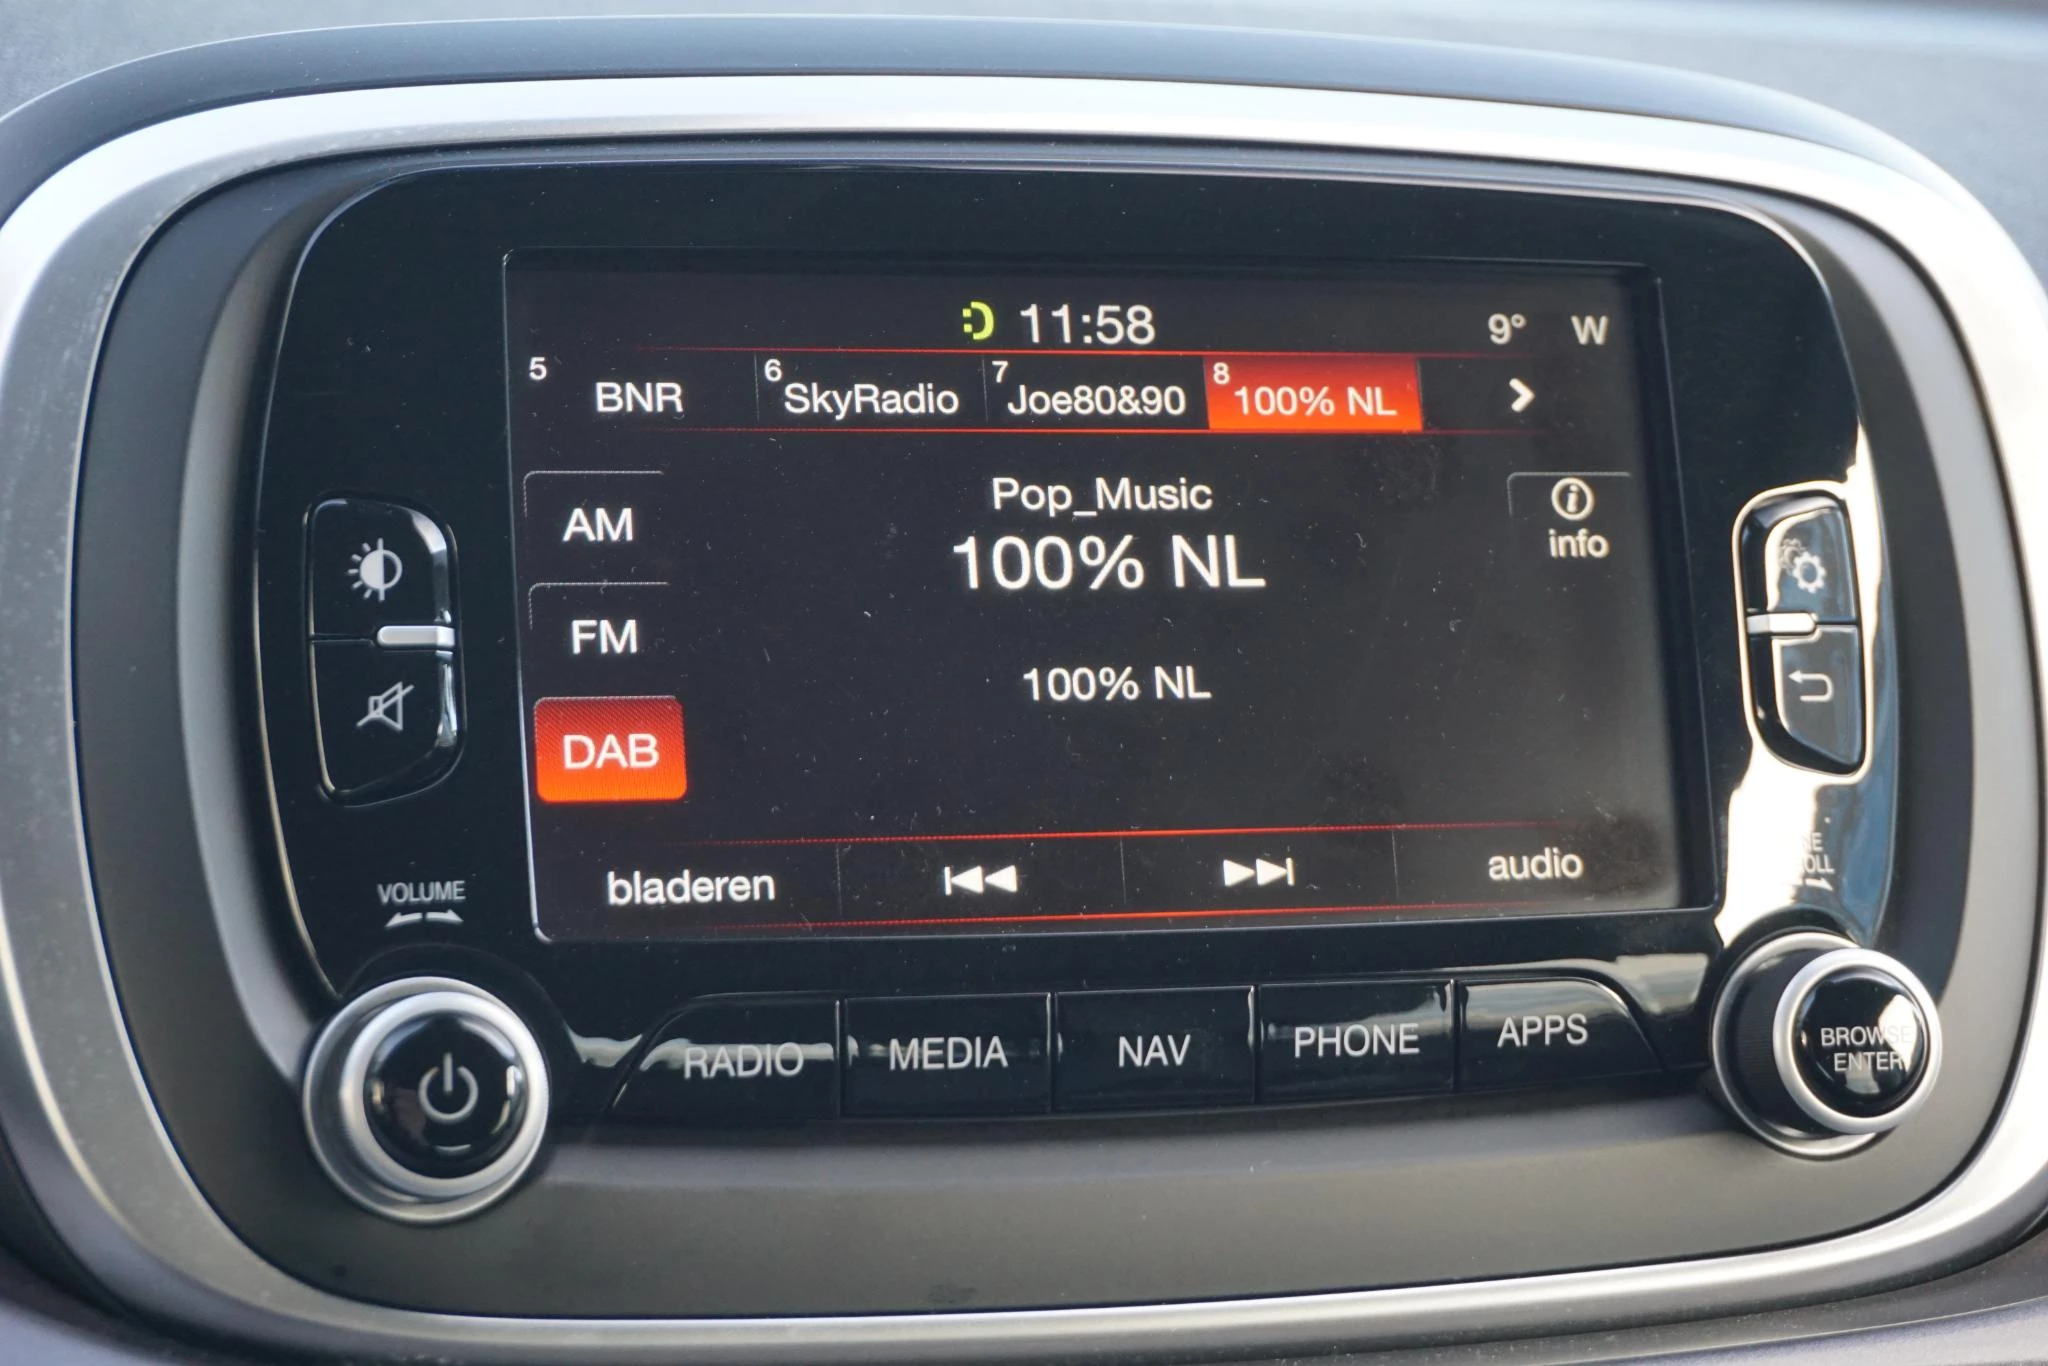 11:58
9° W
5 BNR
6 SkyRadio
7 Joe80&90
8 100% NL
Pop_Music
100% NL
100% NL
info
AM
FM
DAB
bladeren
audio
VOLUME
RADIO
MEDIA
NAV
PHONE
APPS
BROWSE
ENTER